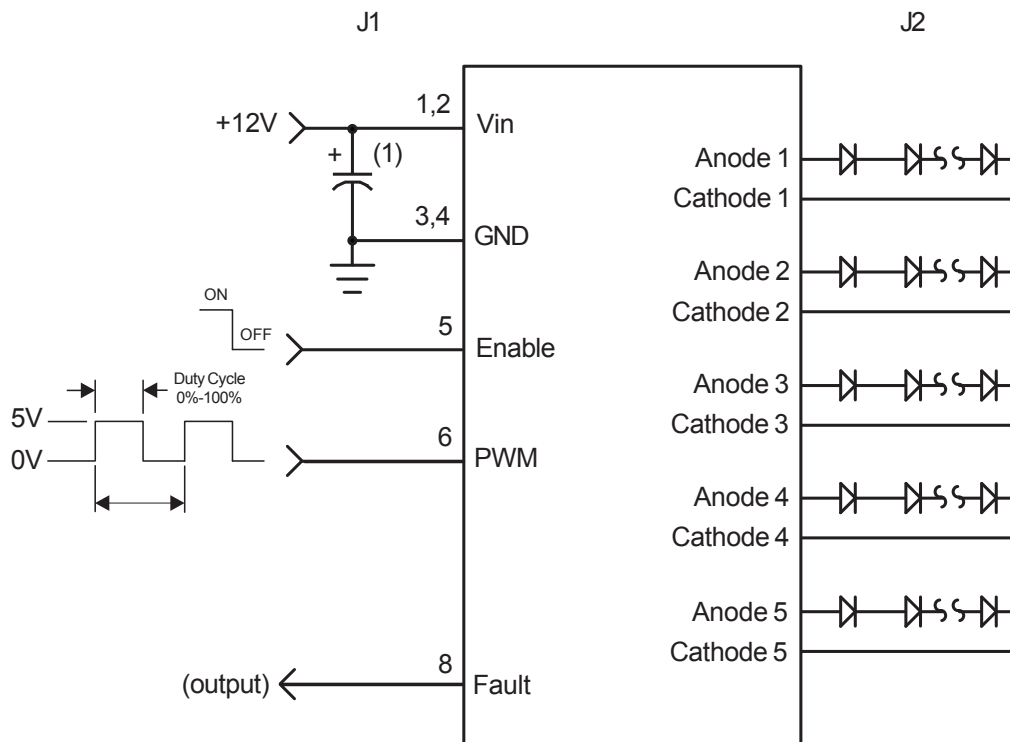 J1
J2
1,2
+12V
Vin
+ (1)
Anode 1
Cathode 1
3,4
GND
Anode 2
Cathode 2
ON
OFF
5
Enable
Duty Cycle
0%-100%
Anode 3
Cathode 3
5V
0V
6
PWM
Anode 4
Cathode 4
Anode 5
Cathode 5
8
(output)
Fault